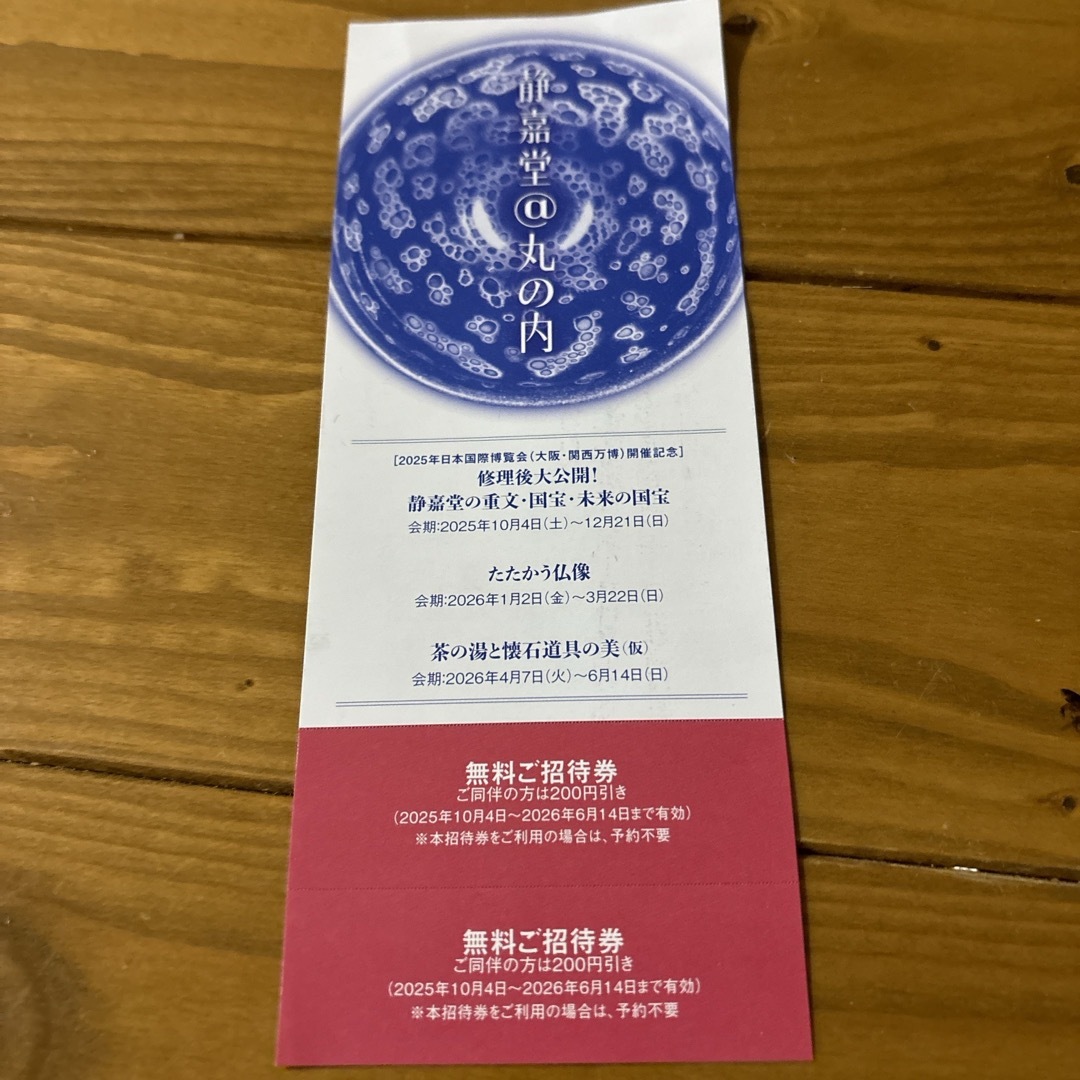 静嘉堂@丸の内
[2025年日本国際博覧会(大阪・関西万博)開催記念]
修理後大公開!
静嘉堂の重文・国宝・未来の国宝
会期:2025年10月4日(土)〜12月21日(日)
たたかう仏像
会期:2026年1月2日(金)〜3月22日(日)
茶の湯と懐石道具の美(仮)
会期:2026年4月7日(火)〜6月14日(日)
無料ご招待券
ご同伴の方は200円引き
(2025年10月4日〜2026年6月14日まで有効)
※本招待券をご利用の場合は、予約不要
無料ご招待券
ご同伴の方は200円引き
(2025年10月4日〜2026年6月14日まで有効)
※本招待券をご利用の場合は、予約不要